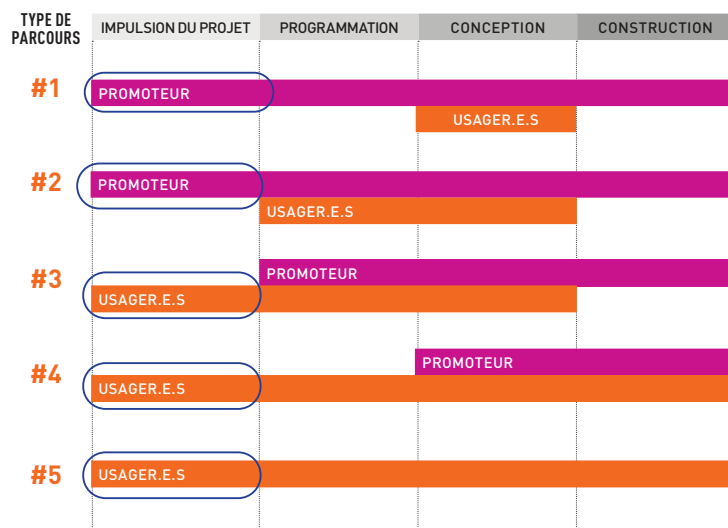 TYPE DE
PARCOURS
IMPULSION DU PROJET
PROGRAMMATION
CONCEPTION
CONSTRUCTION
#1
PROMOTEUR
USAGER.E.S
#2
PROMOTEUR
USAGER.E.S
#3
PROMOTEUR
USAGER.E.S
#4
PROMOTEUR
USAGER.E.S
#5
USAGER.E.S